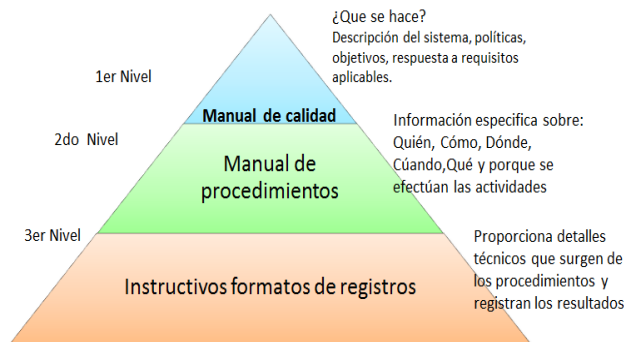 ¿Que se hace?
Descripción del sistema, políticas,
objetivos, respuesta a requisitos
aplicables.
1er Nivel
Manual de calidad
2do Nivel
Información especifica sobre:
Quién, Cómo, Dónde,
Cúando,Qué y porque se
efectúan las actividades
Manual de
procedimientos
3er Nivel
Proporciona detalles
técnicos que surgen de
los procedimientos y
registran los resultados
Instructivos formatos de registros